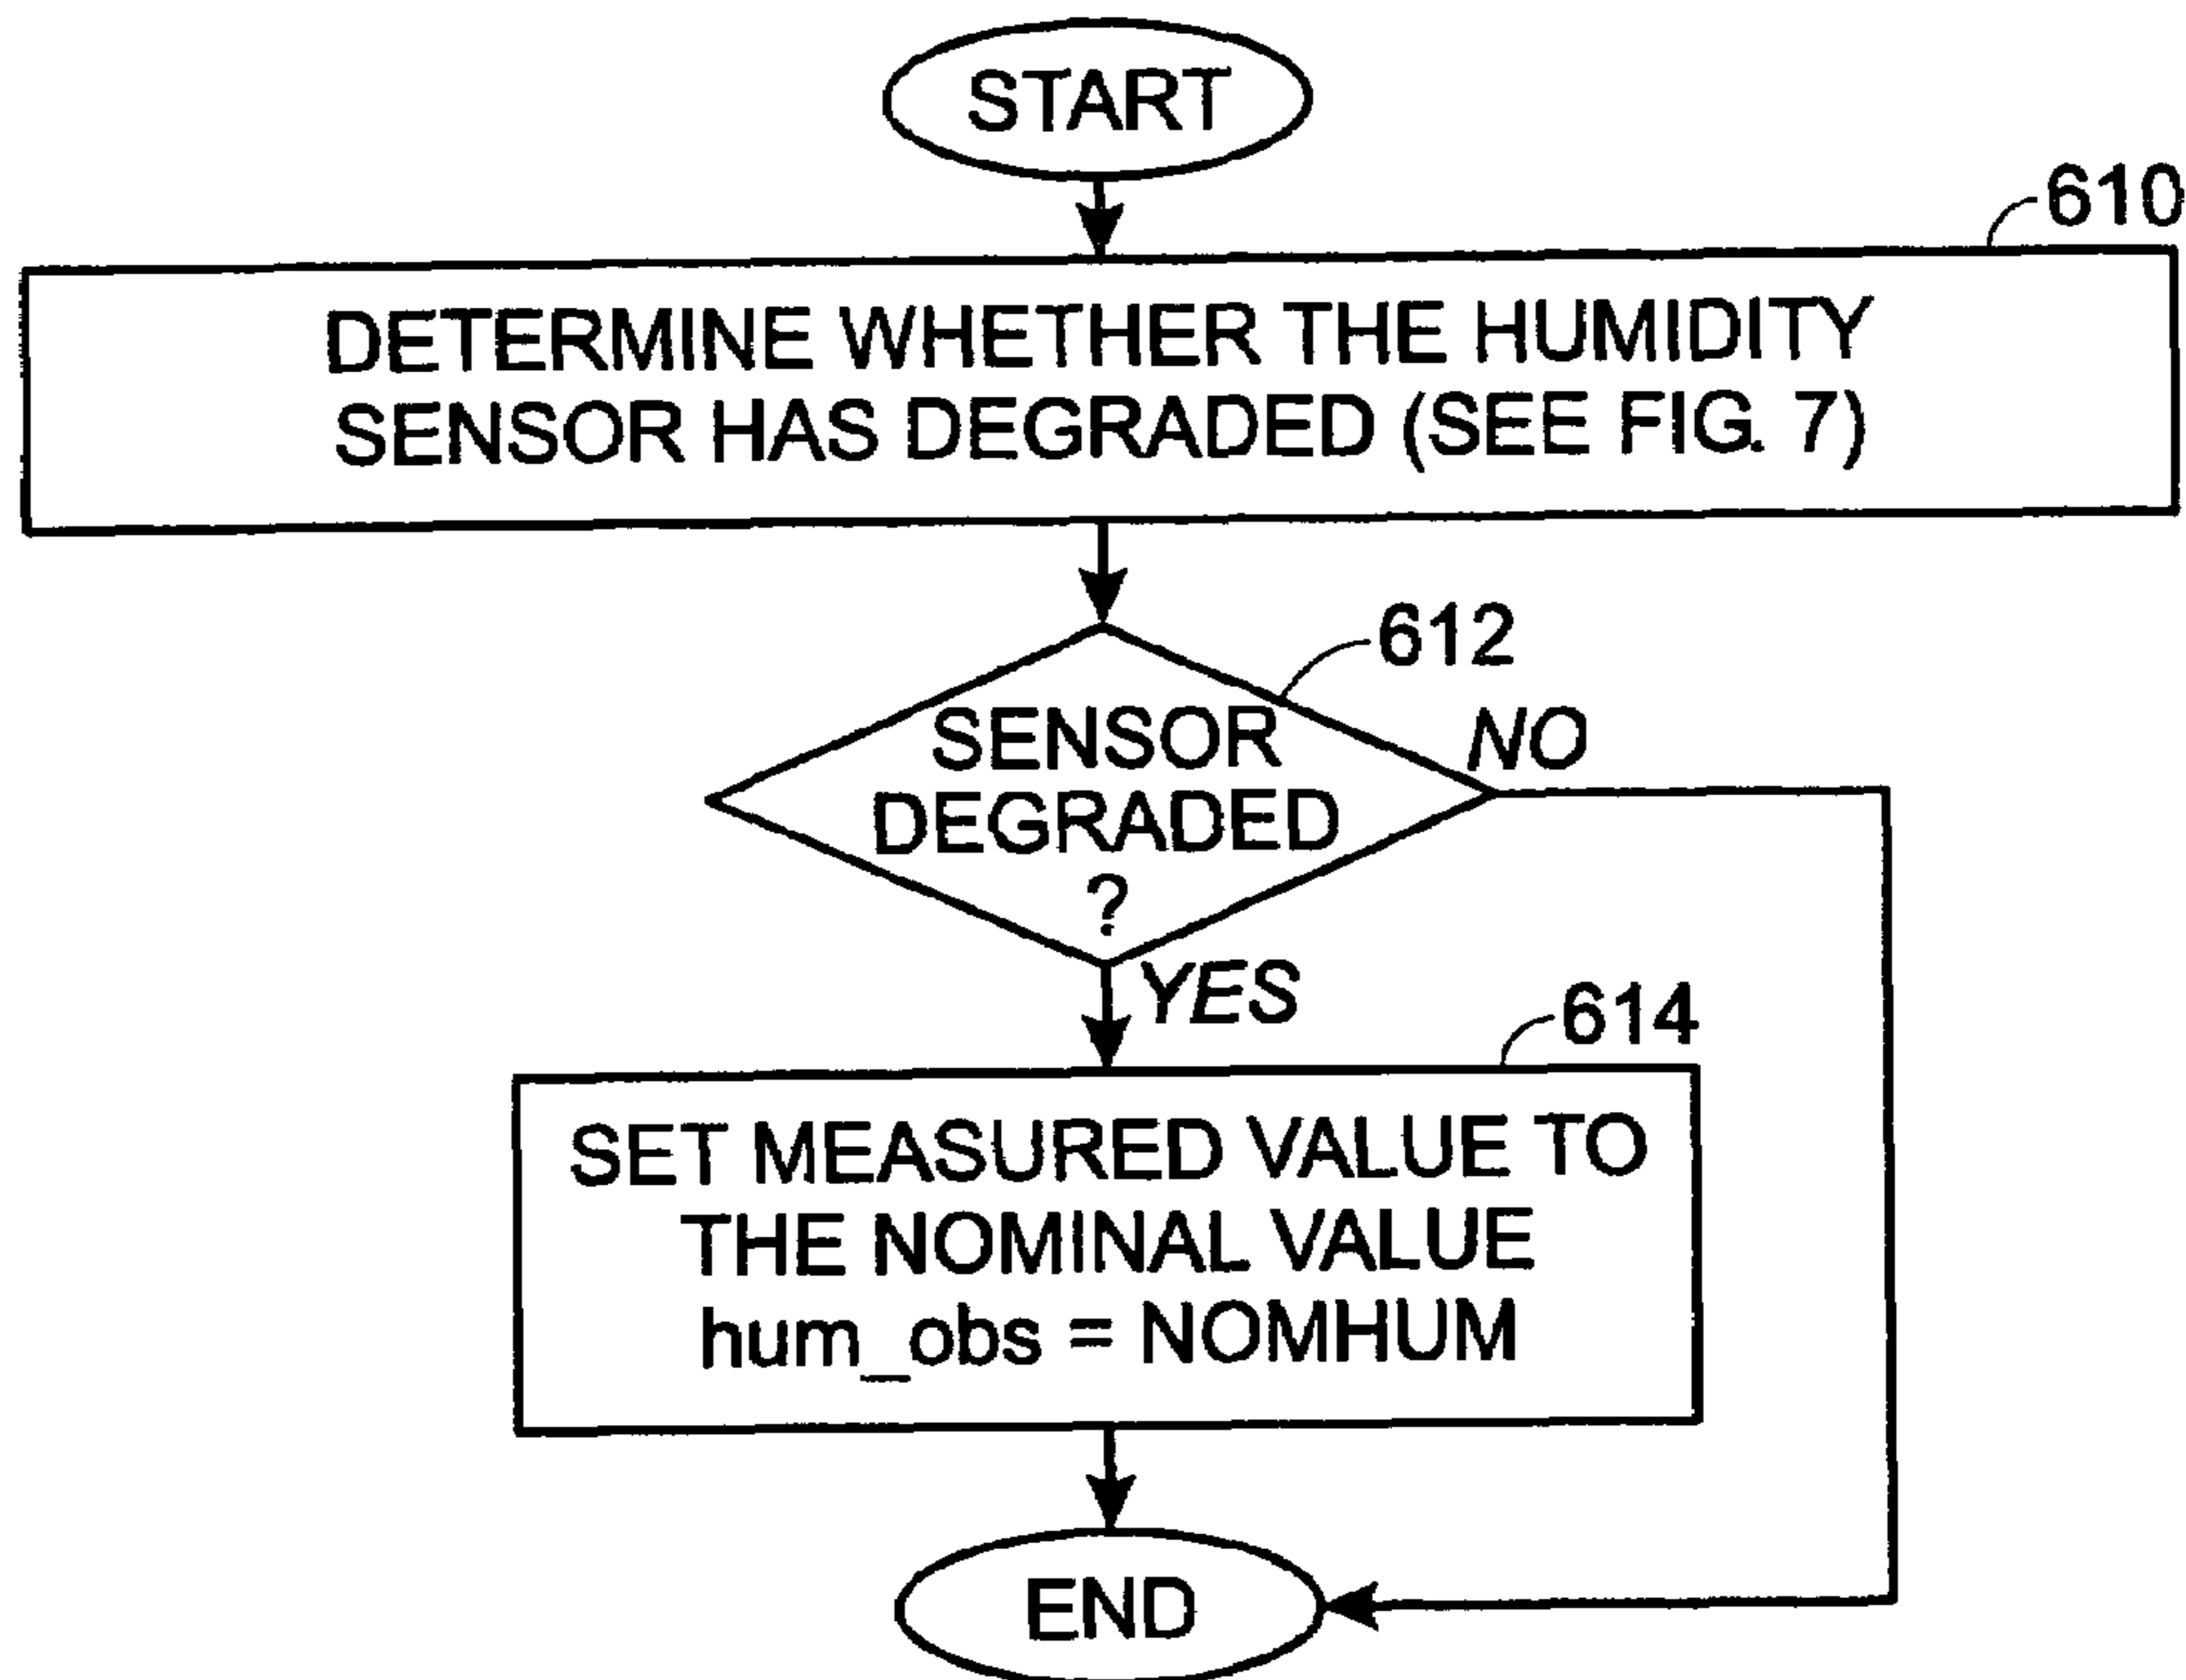 START
610
DETERMINE WHETHER THE HUMIDITY
SENSOR HAS DEGRADED (SEE FIG. 7)
612
SENSOR
DEGRADED
?
NO
YES
614
SET MEASURED VALUE TO
THE NOMINAL VALUE
hum_obs = NOMHUM
END